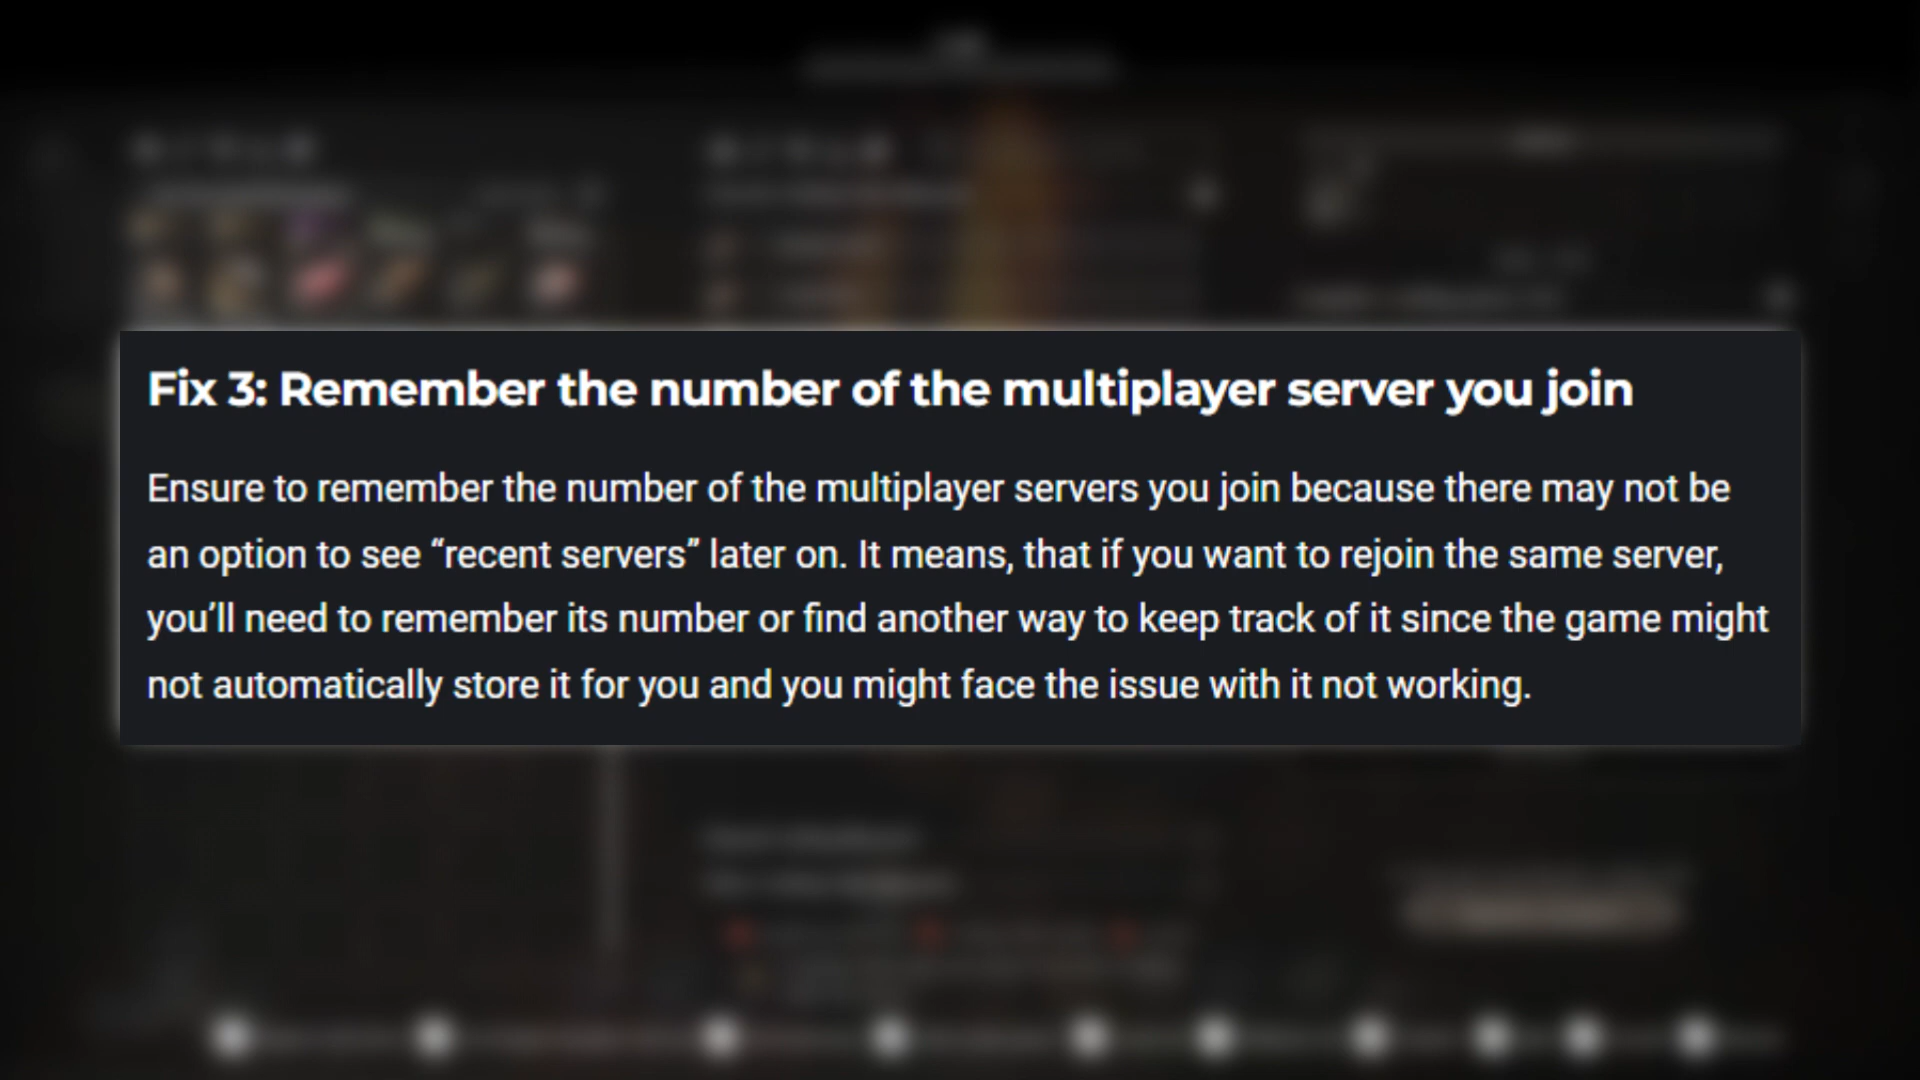 Fix 3: Remember the number of the multiplayer server you join
Ensure to remember the number of the multiplayer servers you join because there may not be
an option to see “recent servers” later on. It means, that if you want to rejoin the same server,
you’ll need to remember its number or find another way to keep track of it since the game might
not automatically store it for you and you might face the issue with it not working.